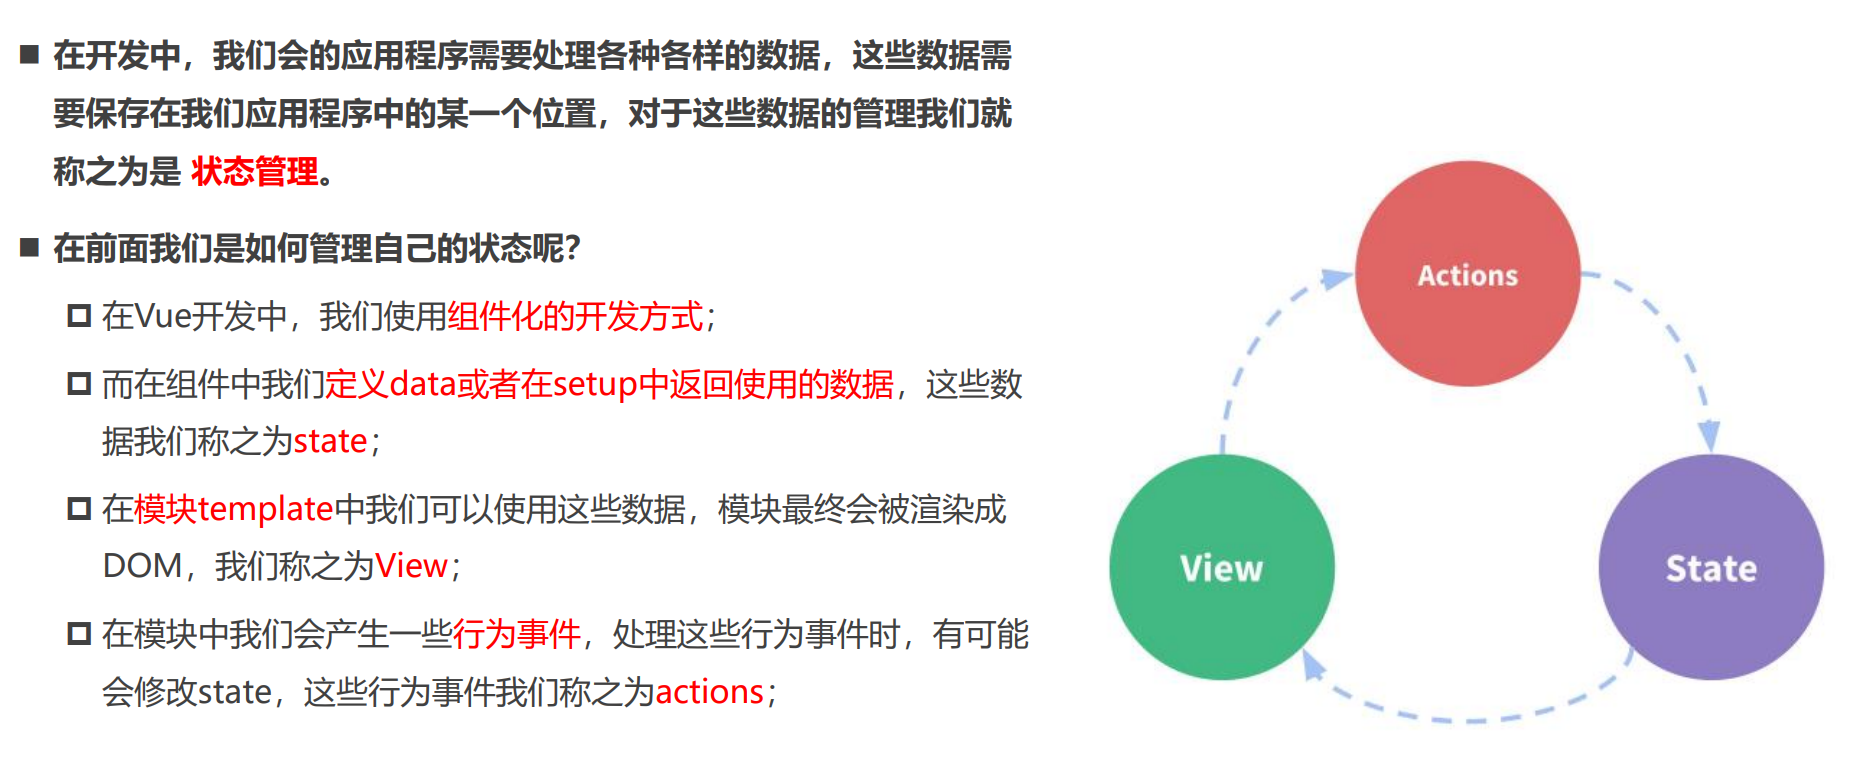 在开发中，我们会的应用程序需要处理各种各样的数据，这些数据需
要保存在我们应用程序中的某一个位置，对于这些数据的管理我们就
称之为是 状态管理。
在前面我们是如何管理自己的状态呢？
在Vue开发中，我们使用组件化的开发方式；
而在组件中我们定义data或者在setup中返回使用的数据，这些数
据我们称之为state；
在模块template中我们可以使用这些数据，模块最终会被渲染成
DOM，我们称之为View；
在模块中我们会产生一些行为事件，处理这些行为事件时，有可能
会修改state，这些行为事件我们称之为actions；
Actions
View
State